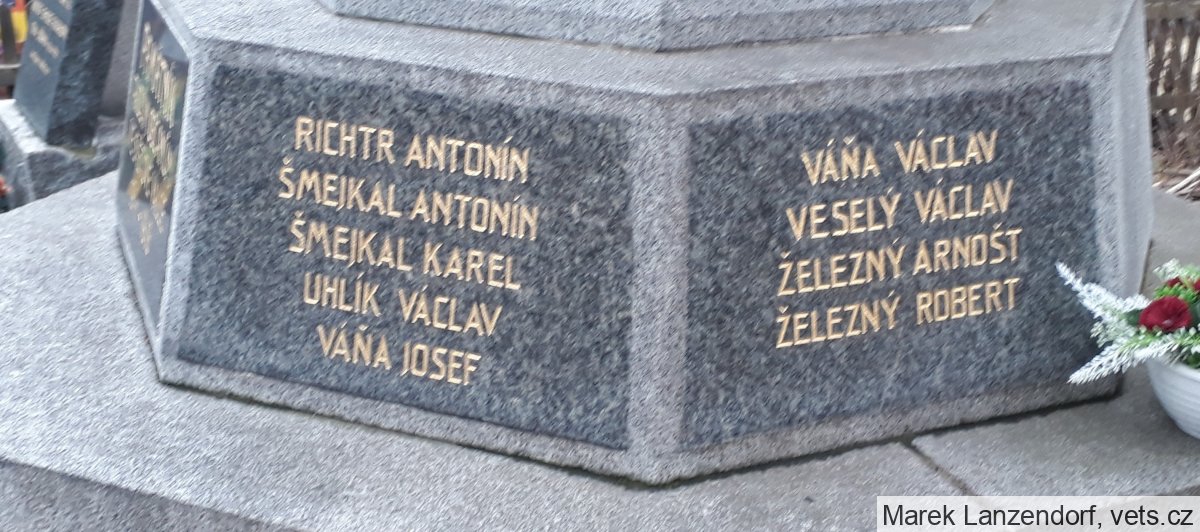 RICHTR ANTONÍN
ŠMEJKAL ANTONÍN
ŠMEJKAL KAREL
UHLÍK VÁCLAV
VÁŇA JOSEF
VÁŇA VÁCLAV
VESELÝ VÁCLAV
ŽELEZNÝ ARNOŠT
ŽELEZNÝ ROBERT
Marek Lanzendorf, vets.cz